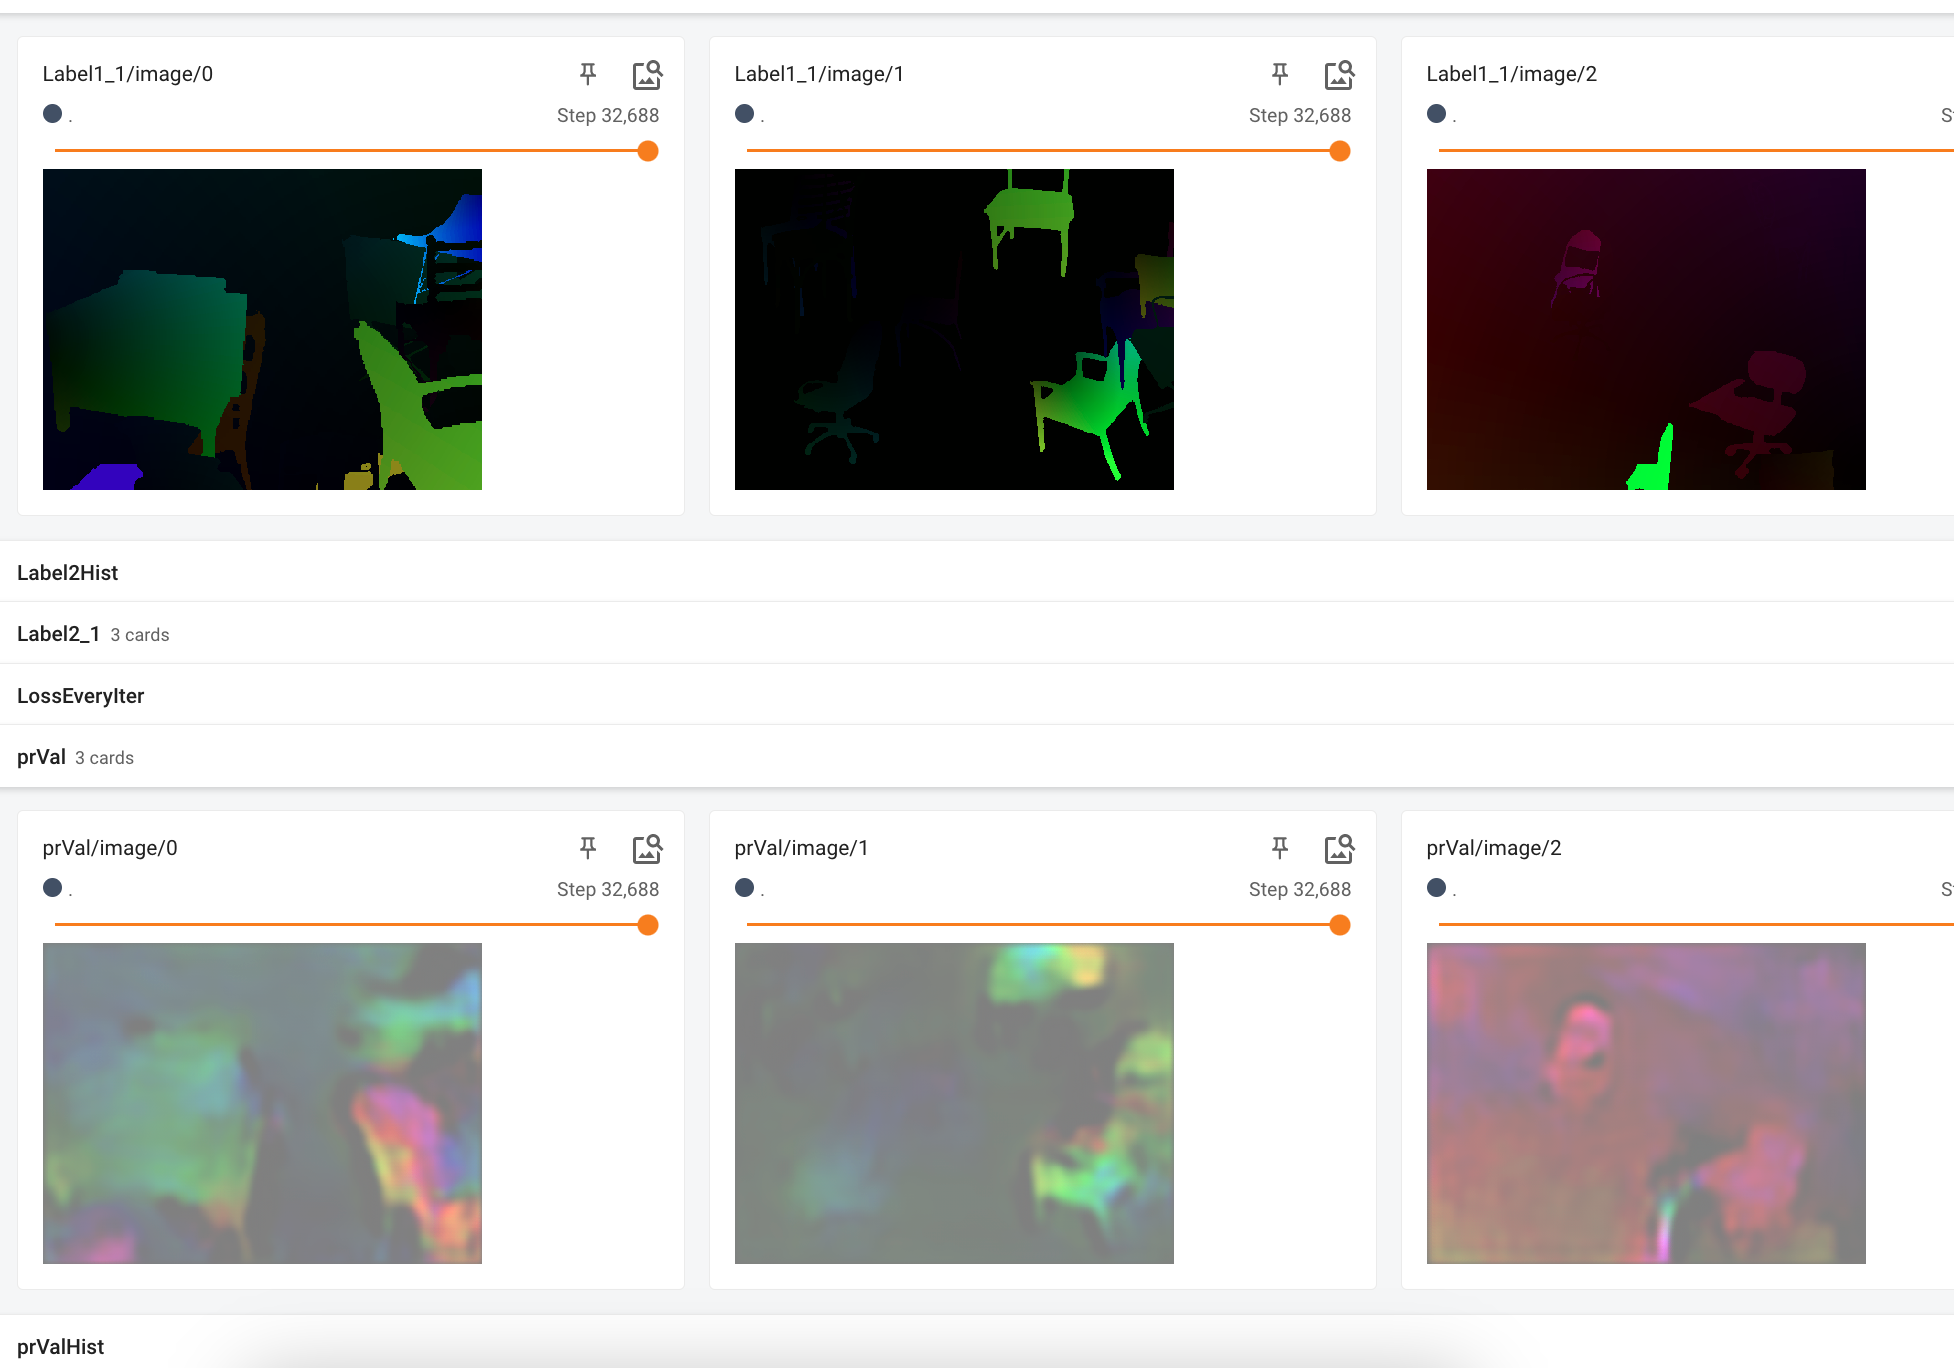 Label1_1/image/0
Label1_1/image/1
Label1_1/image/2
. Step 32,688
. Step 32,688
.
Label2Hist
Label2_1 3 cards
LossEveryIter
prVal 3 cards
prVal/image/0
prVal/image/1
prVal/image/2
. Step 32,688
. Step 32,688
.
prValHist